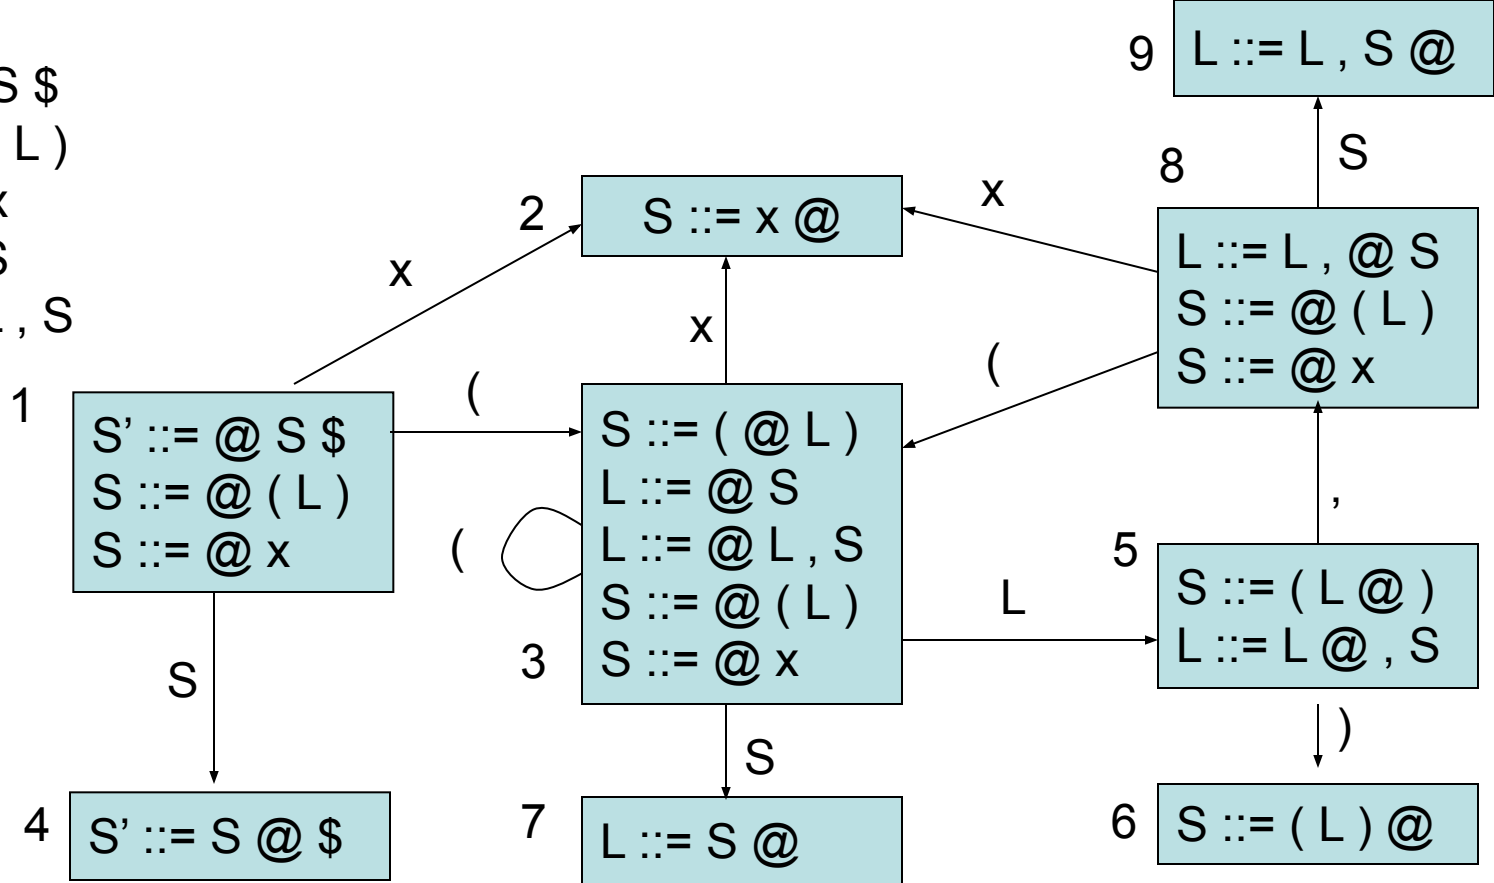 S $
L )
x
S
, S
1
S’ ::= @ S $
S ::= @ ( L )
S ::= @ x
S
4
S’ ::= S @ $
x
(
2
S ::= x @
x
(
3
S ::= ( @ L )
L ::= @ S
L ::= @ L , S
S ::= @ ( L )
S ::= @ x
S
7
L ::= S @
L
x
(
9
L ::= L , S @
S
8
L ::= L , @ S
S ::= @ ( L )
S ::= @ x
,
5
S ::= ( L @ )
L ::= L @ , S
)
6
S ::= ( L ) @